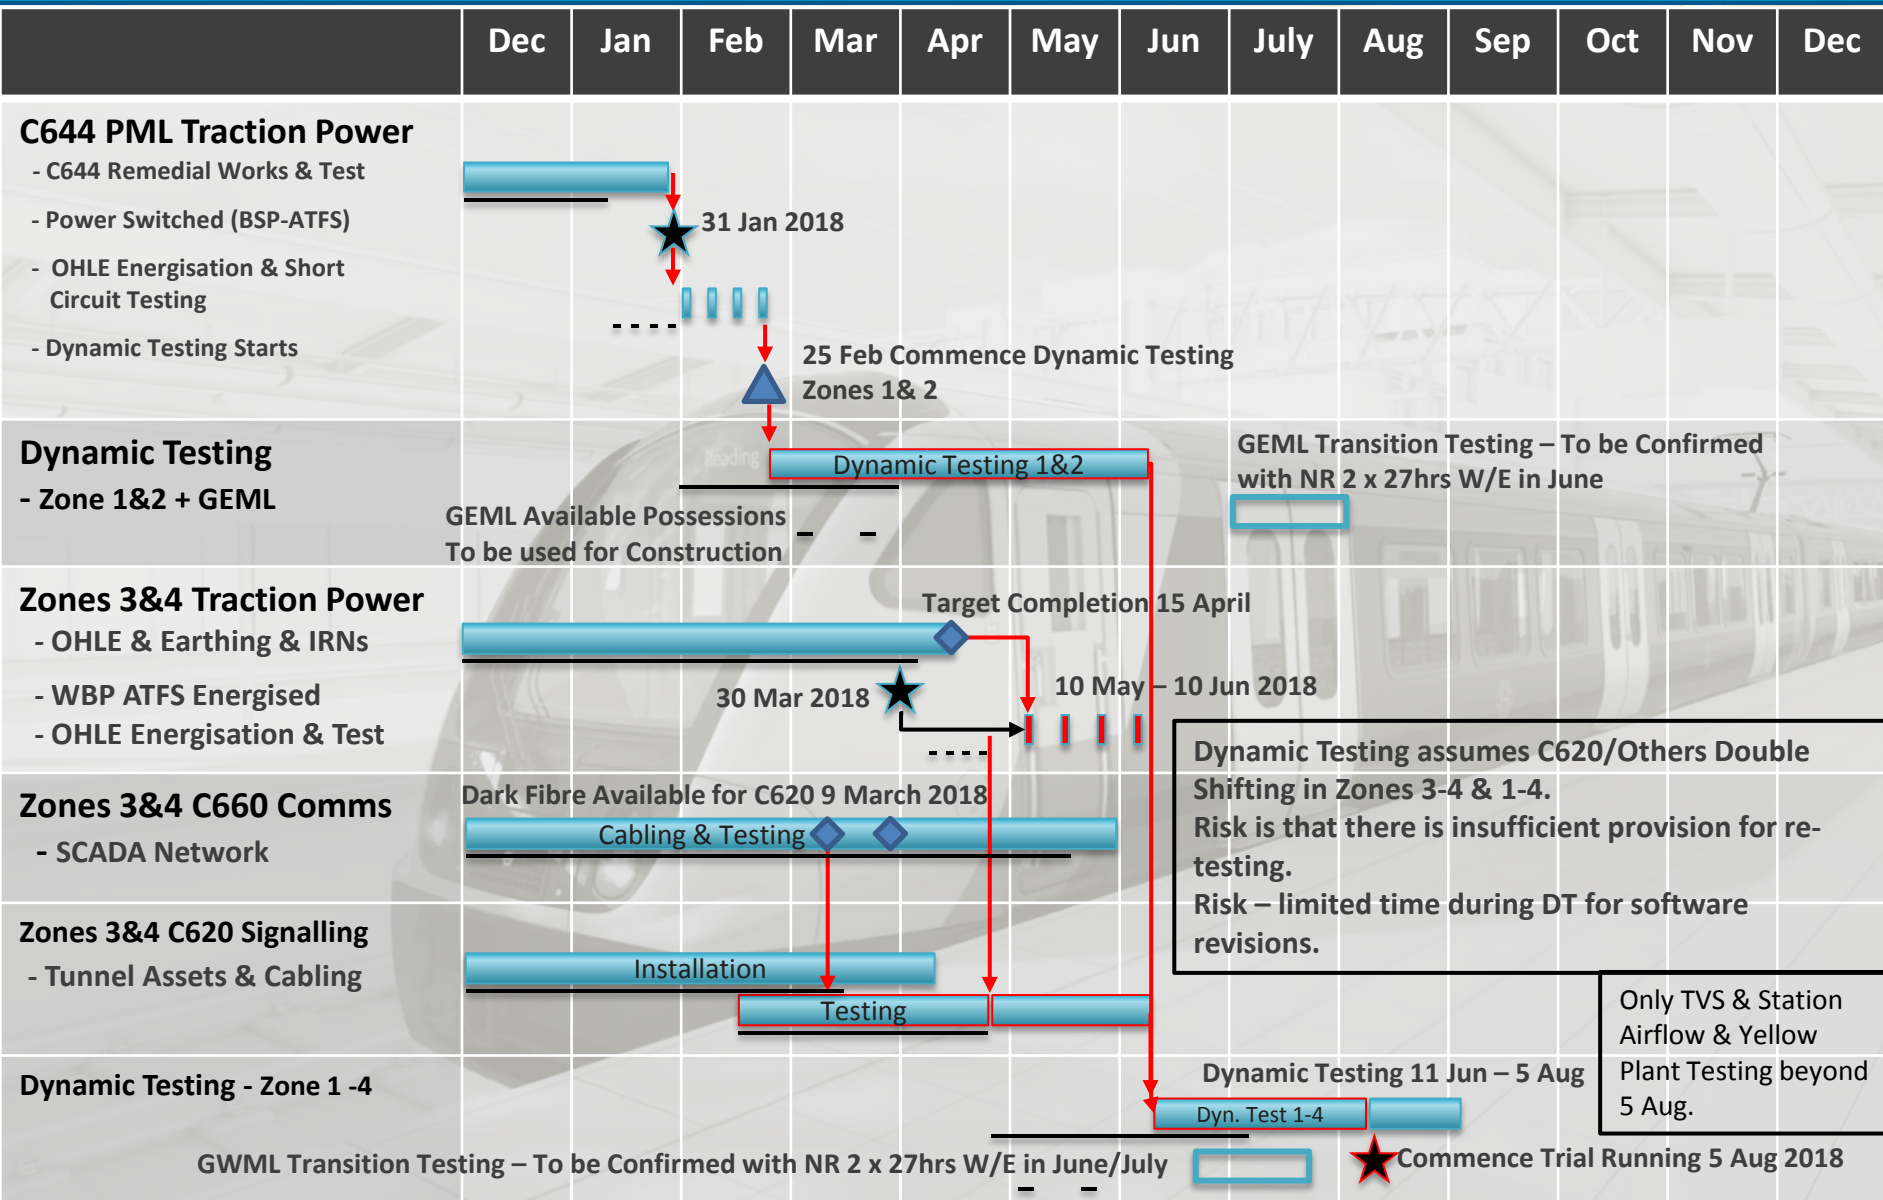 Dec Jan Feb Mar Apr May Jun July Aug Sep Oct Nov Dec
C644 PML Traction Power
- C644 Remedial Works & Test
- Power Switched (BSP-ATFS)
31 Jan 2018
- OHLE Energisation & Short
Circuit Testing
- Dynamic Testing Starts
25 Feb Commence Dynamic Testing
Zones 1& 2
Dynamic Testing
- Zone 1&2 + GEML
Reading
Dynamic Testing 1&2
GEML Transition Testing – To be Confirmed
with NR 2 x 27hrs W/E in June
GEML Available Possessions
To be used for Construction
Zones 3&4 Traction Power
- OHLE & Earthing & IRNs
- WBP ATFS Energised
- OHLE Energisation & Test
Target Completion 15 April
30 Mar 2018
10 May – 10 Jun 2018
Dynamic Testing assumes C620/Others Double
Shifting in Zones 3-4 & 1-4.
Risk is that there is insufficient provision for re-
testing.
Risk – limited time during DT for software
revisions.
Zones 3&4 C660 Comms
- SCADA Network
Dark Fibre Available for C620 9 March 2018
Cabling & Testing
Zones 3&4 C620 Signalling
- Tunnel Assets & Cabling
Installation
Testing
Only TVS & Station
Airflow & Yellow
Plant Testing beyond
5 Aug.
Dynamic Testing - Zone 1 -4
Dynamic Testing 11 Jun – 5 Aug
Dyn. Test 1-4
GWML Transition Testing – To be Confirmed with NR 2 x 27hrs W/E in June/July
Commence Trial Running 5 Aug 2018